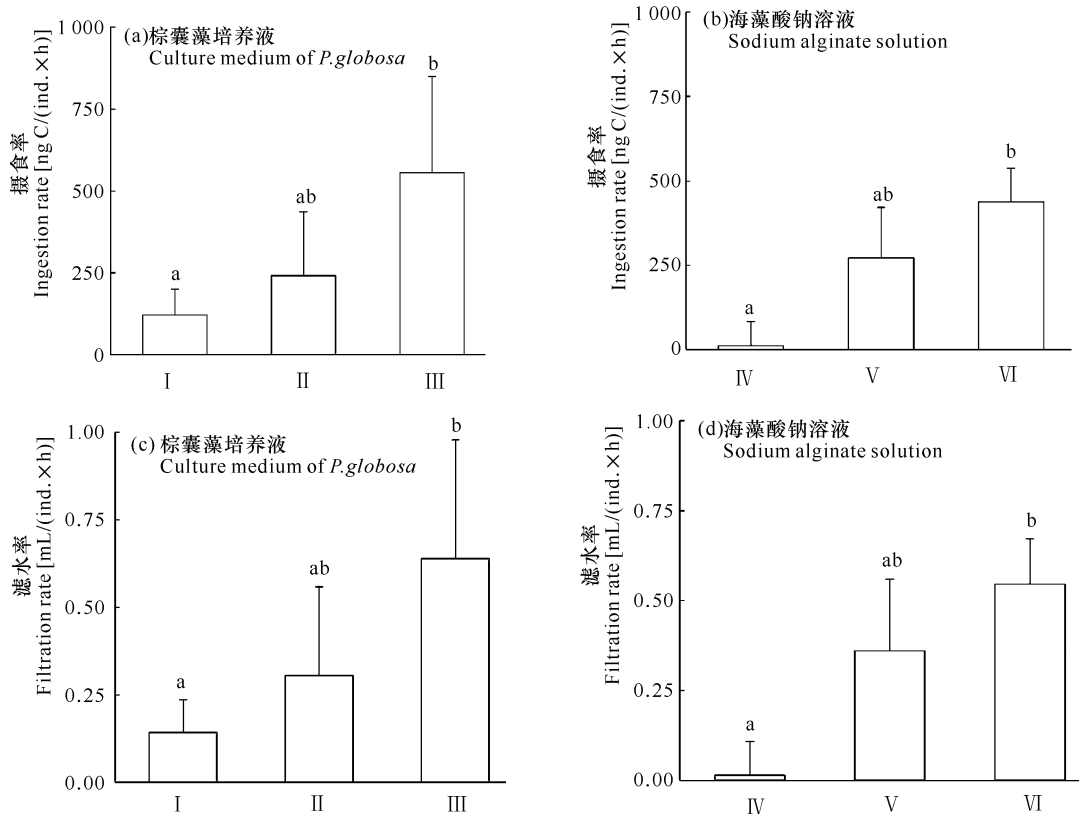 (a)棕囊藻培养液
Culture medium of P.globosa
摄食率
Ingestion rate [ng C/(ind.×h)]
1 000
750
500
250
0
a
ab
b
I
II
III
(b)海藻酸钠溶液
Sodium alginate solution
摄食率
Ingestion rate [ng C/(ind.×h)]
1 000
750
500
250
0
a
ab
b
IV
V
VI
(c) 棕囊藻培养液
Culture medium of P.globosa
滤水率
Filtration rate [mL/(ind.×h)]
1.00
0.75
0.50
0.25
0.00
a
ab
b
I
II
III
(d)海藻酸钠溶液
Sodium alginate solution
滤水率
Filtration rate [mL/(ind.×h)]
1.00
0.75
0.50
0.25
0.00
a
ab
b
IV
V
VI